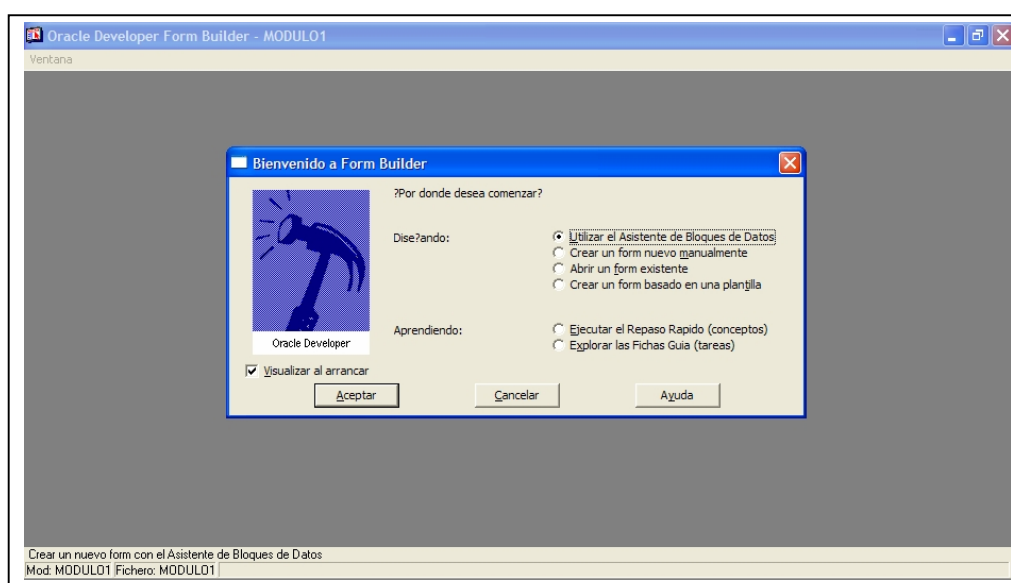 Oracle Developer Form Builder - MODULO1
Ventana
Bienvenido a Form Builder
?Por donde desea comenzar?
Dise?ando:
Utilizar el Asistente de Bloques de Datos
Crear un form nuevo manualmente
Abrir un form existente
Crear un form basado en una plantilla
Oracle Developer
Aprendiendo:
Ejecutar el Repaso Rapido (conceptos)
Explorar las Fichas Guia (tareas)
Visualizar al arrancar
Aceptar
Cancelar
Ayuda
Crear un nuevo form con el Asistente de Bloques de Datos
Mod: MODULO1 Fichero: MODULO1